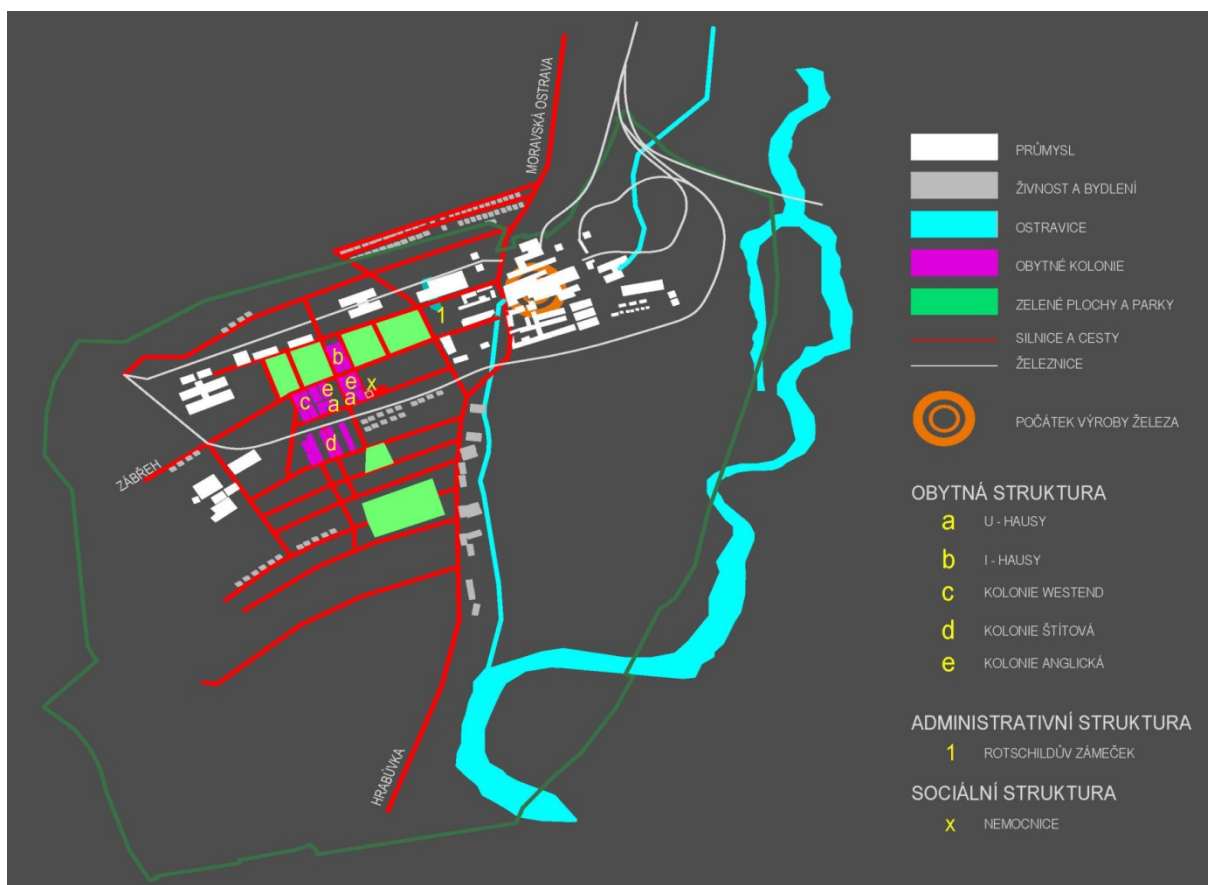 MORAVSKÁ OSTRAVA
ZÁBŘEH
HRABŮVKA
1
b
e
e
x
c
a
a
d
PRŮMYSL
ŽIVNOST A BYDLENÍ
OSTRAVICE
OBYTNÉ KOLONIE
ZELENÉ PLOCHY A PARKY
SILNICE A CESTY
ŽELEZNICE
POČÁTEK VÝROBY ŽELEZA
OBYTNÁ STRUKTURA
a U - HAUSY
b I - HAUSY
c KOLONIE WESTEND
d KOLONIE ŠTÍTOVÁ
e KOLONIE ANGLICKÁ
ADMINISTRATIVNÍ STRUKTURA
1 ROTSCHILDŮV ZÁMEČEK
SOCIÁLNÍ STRUKTURA
x NEMOCNICE